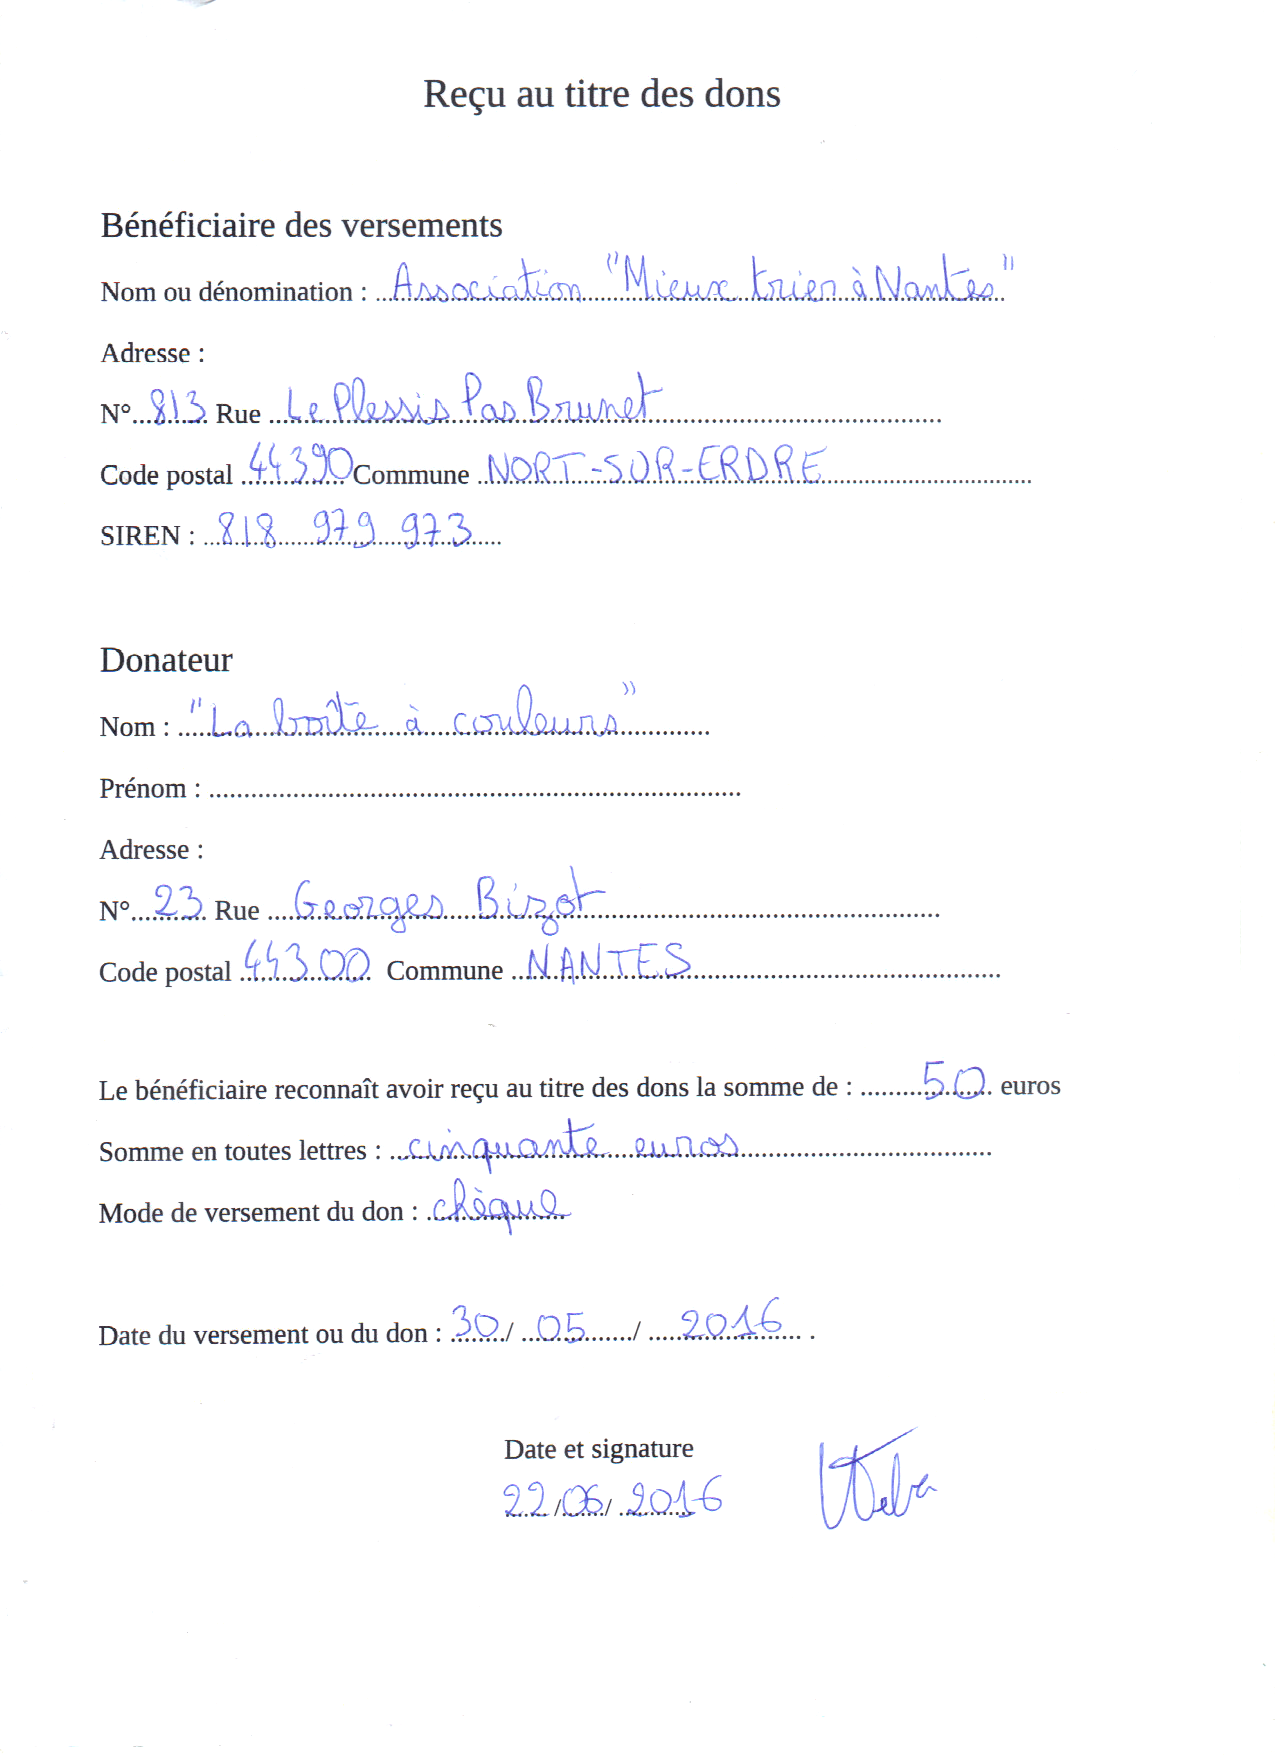 Reçu au titre des dons
Bénéficiaire des versements
Nom ou dénomination : Association "Mieux trier à Nantes"
Adresse :
N° 813 Rue Le Plessis Pas Brunet
Code postal 44390 Commune NORT-SUR-ERDRE
SIREN : 818 979 973
Donateur
Nom : "La boîte à couleurs"
Prénom :
Adresse :
N° 23 Rue Georges Bizot
Code postal 44300 Commune NANTES
Le bénéficiaire reconnaît avoir reçu au titre des dons la somme de : 50 euros
Somme en toutes lettres : cinquante euros
Mode de versement du don : chèque
Date du versement ou du don : 30 / 05 / 2016 .
Date et signature
22 / 06 / 2016